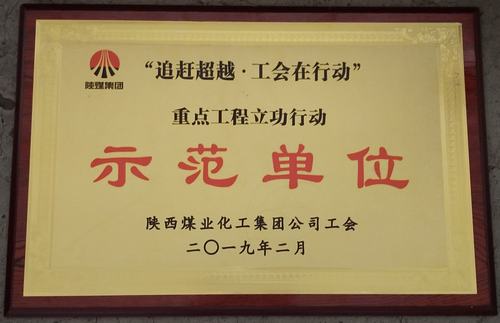 陕煤集团
“追赶超越·工会在行动”
重点工程立功行动
示范单位
陕西煤业化工集团公司工会
二〇一九年二月